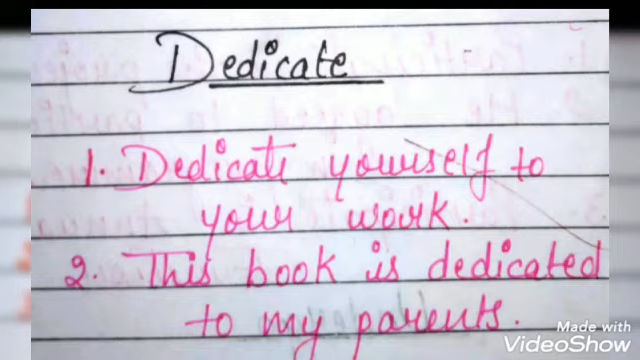 Dedicate
1. Dedicate yourself to
your work.
2. This book is dedicated
to my parents.
Made with
VideoShow